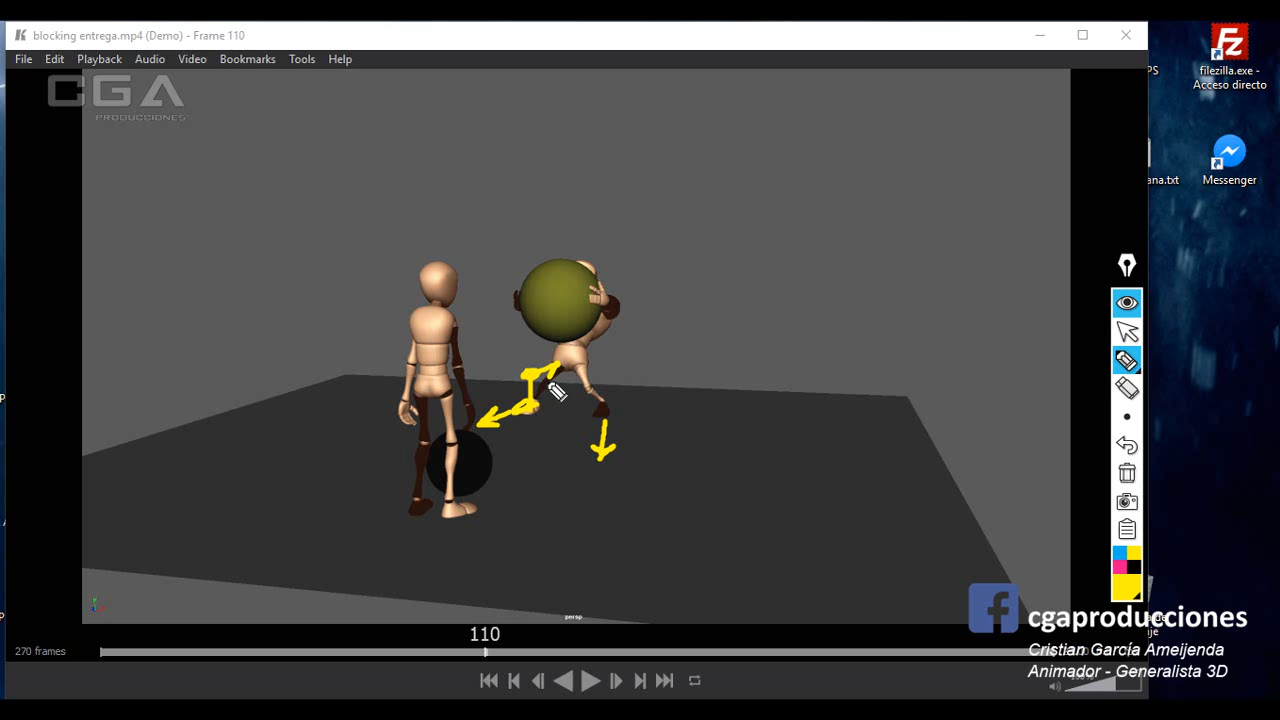 blocking entrega.mp4 (Demo) - Frame 110
File Edit Playback Audio Video Bookmarks Tools Help
CGA
PRODUCCIONES
PS
filezilla.exe -
Acceso directo
ana.txt
Messenger
persp
cgaproducciones
Cristian García Ameijenda
Animador - Generalista 3D
110
270 frames